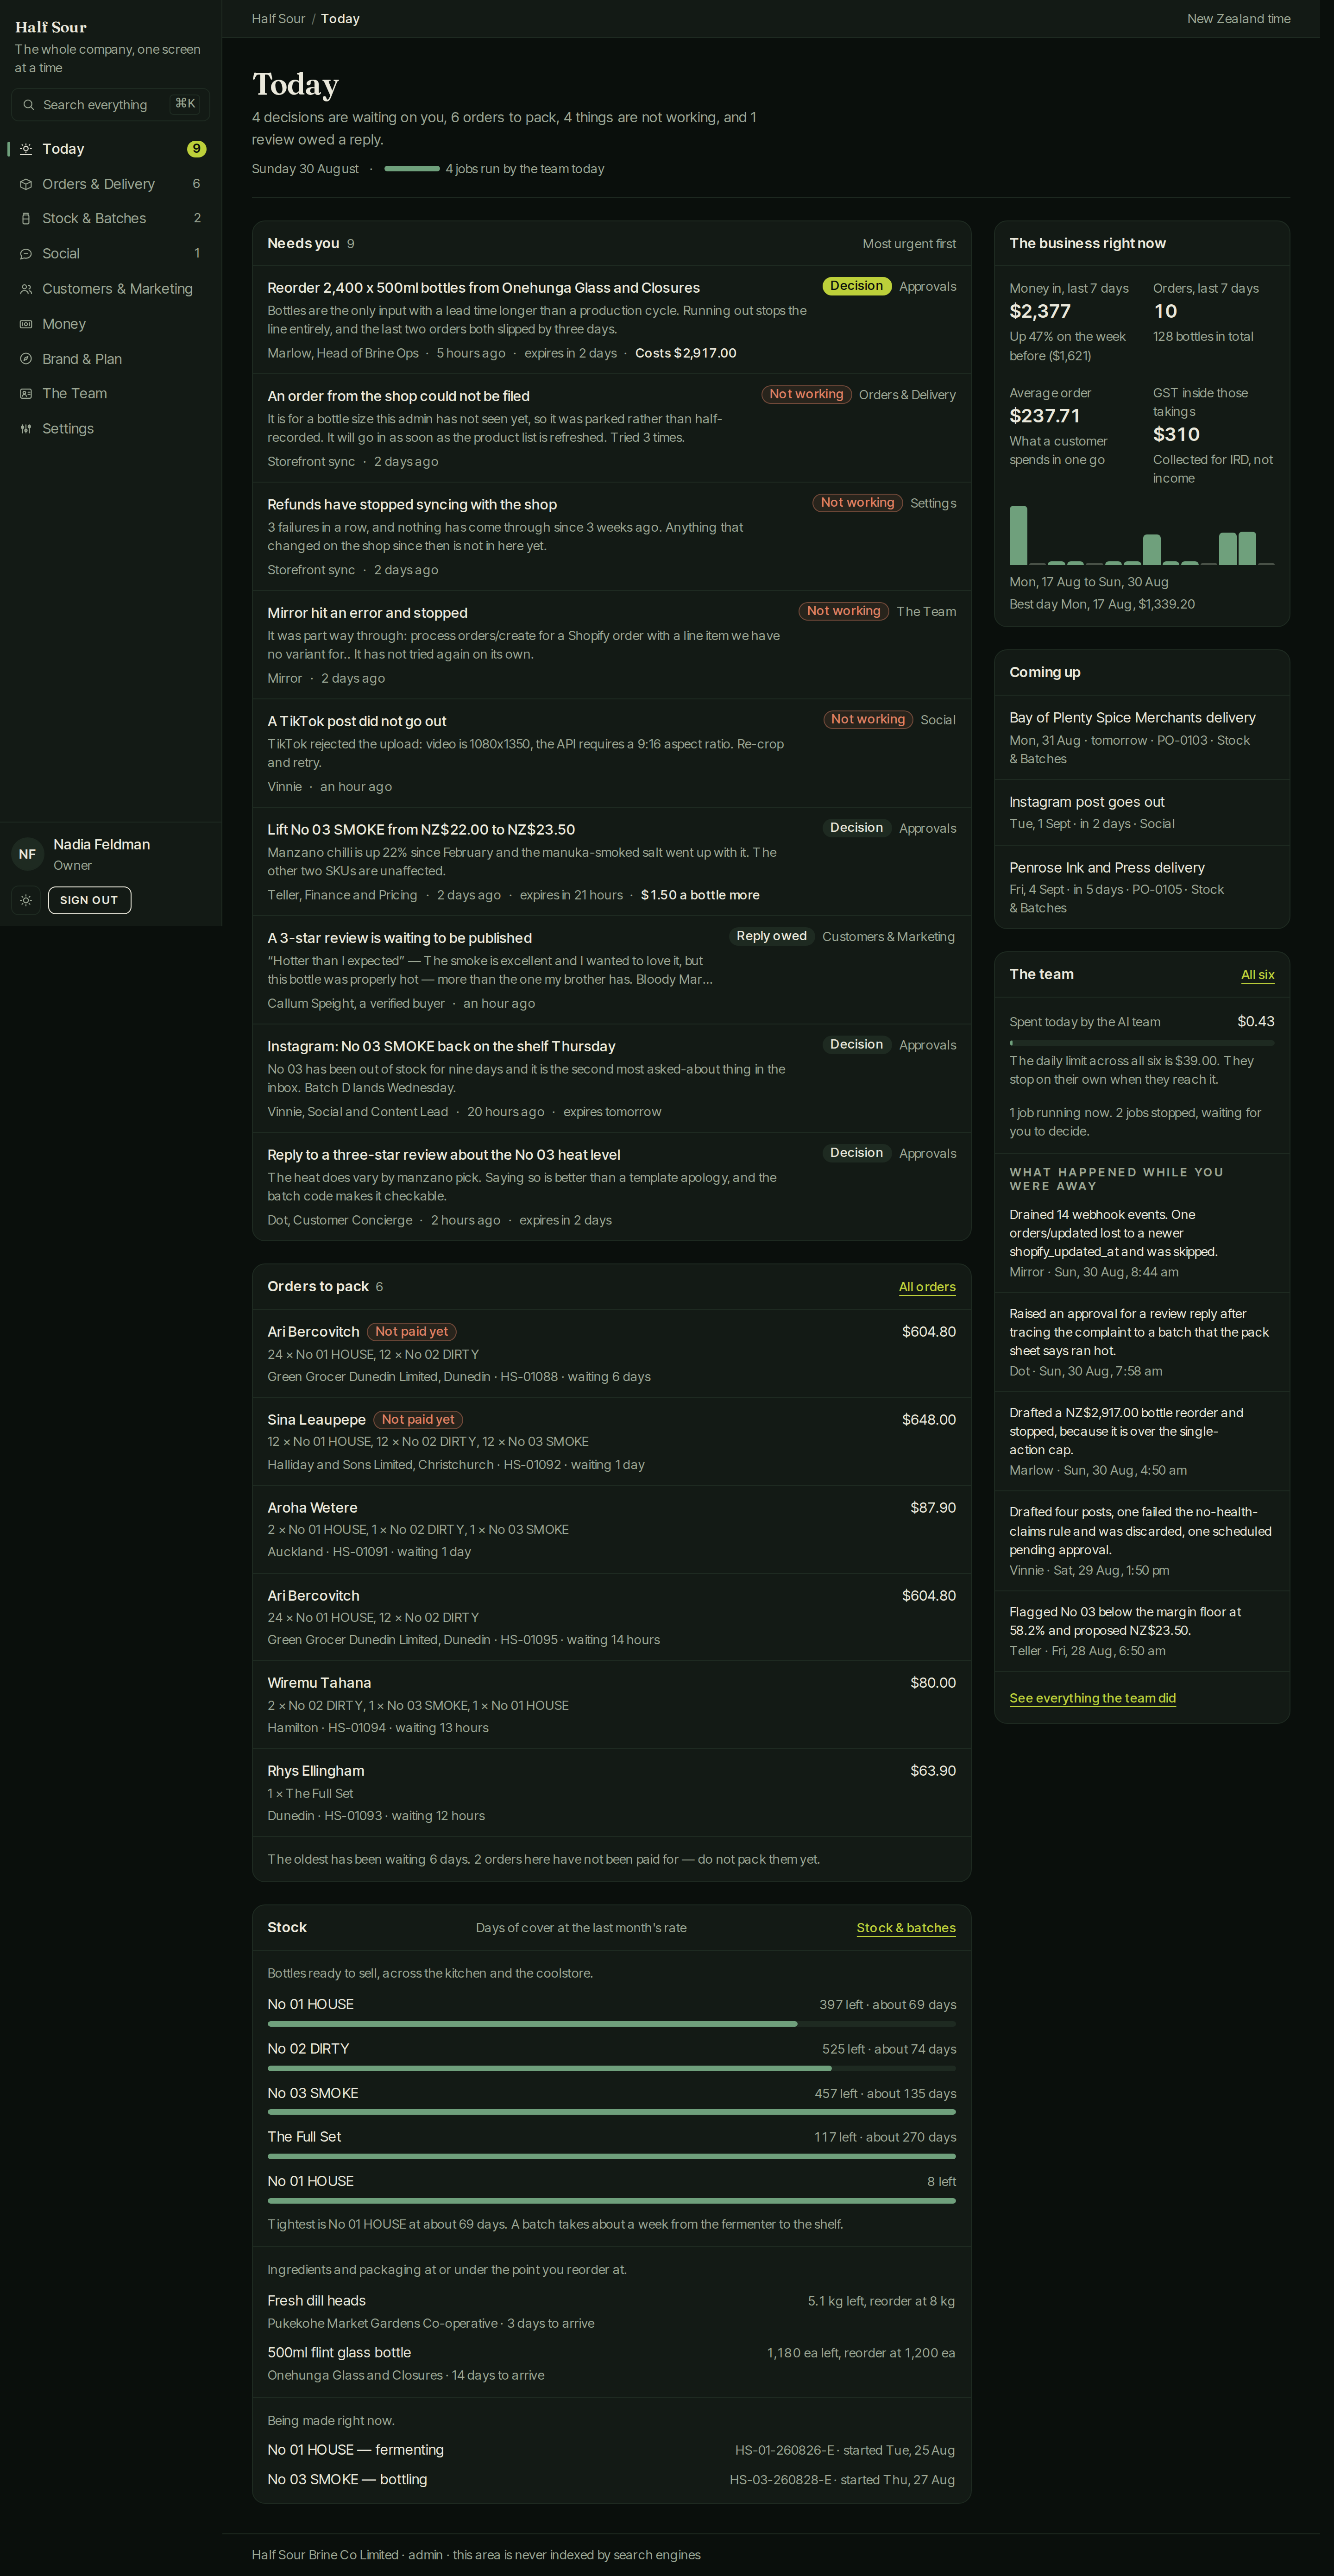 Half Sour
The whole company, one screen
at a time
Search everything ⌘K
Today 9
Orders & Delivery 6
Stock & Batches 2
Social 1
Customers & Marketing
Money
Brand & Plan
The Team
Settings
NF
Nadia Feldman
Owner
SIGN OUT
Half Sour / Today
New Zealand time
Today
4 decisions are waiting on you, 6 orders to pack, 4 things are not working, and 1
review owed a reply.
Sunday 30 August · 4 jobs run by the team today
Needs you 9
Most urgent first
Reorder 2,400 x 500ml bottles from Onehunga Glass and Closures
Decision Approvals
Bottles are the only input with a lead time longer than a production cycle. Running out stops the
line entirely, and the last two orders both slipped by three days.
Marlow, Head of Brine Ops · 5 hours ago · expires in 2 days · Costs $2,917.00
An order from the shop could not be filed
Not working Orders & Delivery
It is for a bottle size this admin has not seen yet, so it was parked rather than half-
recorded. It will go in as soon as the product list is refreshed. Tried 3 times.
Storefront sync · 2 days ago
Refunds have stopped syncing with the shop
Not working Settings
3 failures in a row, and nothing has come through since 3 weeks ago. Anything that
changed on the shop since then is not in here yet.
Storefront sync · 2 days ago
Mirror hit an error and stopped
Not working The Team
It was part way through: process orders/create for a Shopify order with a line item we have
no variant for.. It has not tried again on its own.
Mirror · 2 days ago
A TikTok post did not go out
Not working Social
TikTok rejected the upload: video is 1080x1350, the API requires a 9:16 aspect ratio. Re-crop
and retry.
Vinnie · an hour ago
Lift No 03 SMOKE from NZ$22.00 to NZ$23.50
Decision Approvals
Manzano chilli is up 22% since February and the manuka-smoked salt went up with it. The
other two SKUs are unaffected.
Teller, Finance and Pricing · 2 days ago · expires in 21 hours · $1.50 a bottle more
A 3-star review is waiting to be published
Reply owed Customers & Marketing
“Hotter than I expected” — The smoke is excellent and I wanted to love it, but
this bottle was properly hot — more than the one my brother has. Bloody Mar…
Callum Speight, a verified buyer · an hour ago
Instagram: No 03 SMOKE back on the shelf Thursday
Decision Approvals
No 03 has been out of stock for nine days and it is the second most asked-about thing in the
inbox. Batch D lands Wednesday.
Vinnie, Social and Content Lead · 20 hours ago · expires tomorrow
Reply to a three-star review about the No 03 heat level
Decision Approvals
The heat does vary by manzano pick. Saying so is better than a template apology, and the
batch code makes it checkable.
Dot, Customer Concierge · 2 hours ago · expires in 2 days
Orders to pack 6
All orders
Ari Bercovitch Not paid yet $604.80
24 × No 01 HOUSE, 12 × No 02 DIRTY
Green Grocer Dunedin Limited, Dunedin · HS-01088 · waiting 6 days
Sina Leaupepe Not paid yet $648.00
12 × No 01 HOUSE, 12 × No 02 DIRTY, 12 × No 03 SMOKE
Halliday and Sons Limited, Christchurch · HS-01092 · waiting 1 day
Aroha Wetere $87.90
2 × No 01 HOUSE, 1 × No 02 DIRTY, 1 × No 03 SMOKE
Auckland · HS-01091 · waiting 1 day
Ari Bercovitch $604.80
24 × No 01 HOUSE, 12 × No 02 DIRTY
Green Grocer Dunedin Limited, Dunedin · HS-01095 · waiting 14 hours
Wiremu Tahana $80.00
2 × No 02 DIRTY, 1 × No 03 SMOKE, 1 × No 01 HOUSE
Hamilton · HS-01094 · waiting 13 hours
Rhys Ellingham $63.90
1 × The Full Set
Dunedin · HS-01093 · waiting 12 hours
The oldest has been waiting 6 days. 2 orders here have not been paid for — do not pack them yet.
Stock
Days of cover at the last month's rate
Stock & batches
Bottles ready to sell, across the kitchen and the coolstore.
No 01 HOUSE 397 left · about 69 days
No 02 DIRTY 525 left · about 74 days
No 03 SMOKE 457 left · about 135 days
The Full Set 117 left · about 270 days
No 01 HOUSE 8 left
Tightest is No 01 HOUSE at about 69 days. A batch takes about a week from the fermenter to the shelf.
Ingredients and packaging at or under the point you reorder at.
Fresh dill heads 5.1 kg left, reorder at 8 kg
Pukekohe Market Gardens Co-operative · 3 days to arrive
500ml flint glass bottle 1,180 ea left, reorder at 1,200 ea
Onehunga Glass and Closures · 14 days to arrive
Being made right now.
No 01 HOUSE — fermenting HS-01-260826-E · started Tue, 25 Aug
No 03 SMOKE — bottling HS-03-260828-E · started Thu, 27 Aug
The business right now
Money in, last 7 days
$2,377
Up 47% on the week
before ($1,621)
Orders, last 7 days
10
128 bottles in total
Average order
$237.71
What a customer
spends in one go
GST inside those
takings
$310
Collected for IRD, not
income
Mon, 17 Aug to Sun, 30 Aug
Best day Mon, 17 Aug, $1,339.20
Coming up
Bay of Plenty Spice Merchants delivery
Mon, 31 Aug · tomorrow · PO-0103 · Stock
& Batches
Instagram post goes out
Tue, 1 Sept · in 2 days · Social
Penrose Ink and Press delivery
Fri, 4 Sept · in 5 days · PO-0105 · Stock
& Batches
The team
All six
Spent today by the AI team $0.43
The daily limit across all six is $39.00. They
stop on their own when they reach it.
1 job running now. 2 jobs stopped, waiting for
you to decide.
WHAT HAPPENED WHILE YOU
WERE AWAY
Drained 14 webhook events. One
orders/updated lost to a newer
shopify_updated_at and was skipped.
Mirror · Sun, 30 Aug, 8:44 am
Raised an approval for a review reply after
tracing the complaint to a batch that the pack
sheet says ran hot.
Dot · Sun, 30 Aug, 7:58 am
Drafted a NZ$2,917.00 bottle reorder and
stopped, because it is over the single-
action cap.
Marlow · Sun, 30 Aug, 4:50 am
Drafted four posts, one failed the no-health-
claims rule and was discarded, one scheduled
pending approval.
Vinnie · Sat, 29 Aug, 1:50 pm
Flagged No 03 below the margin floor at
58.2% and proposed NZ$23.50.
Teller · Fri, 28 Aug, 6:50 am
See everything the team did
Half Sour Brine Co Limited · admin · this area is never indexed by search engines